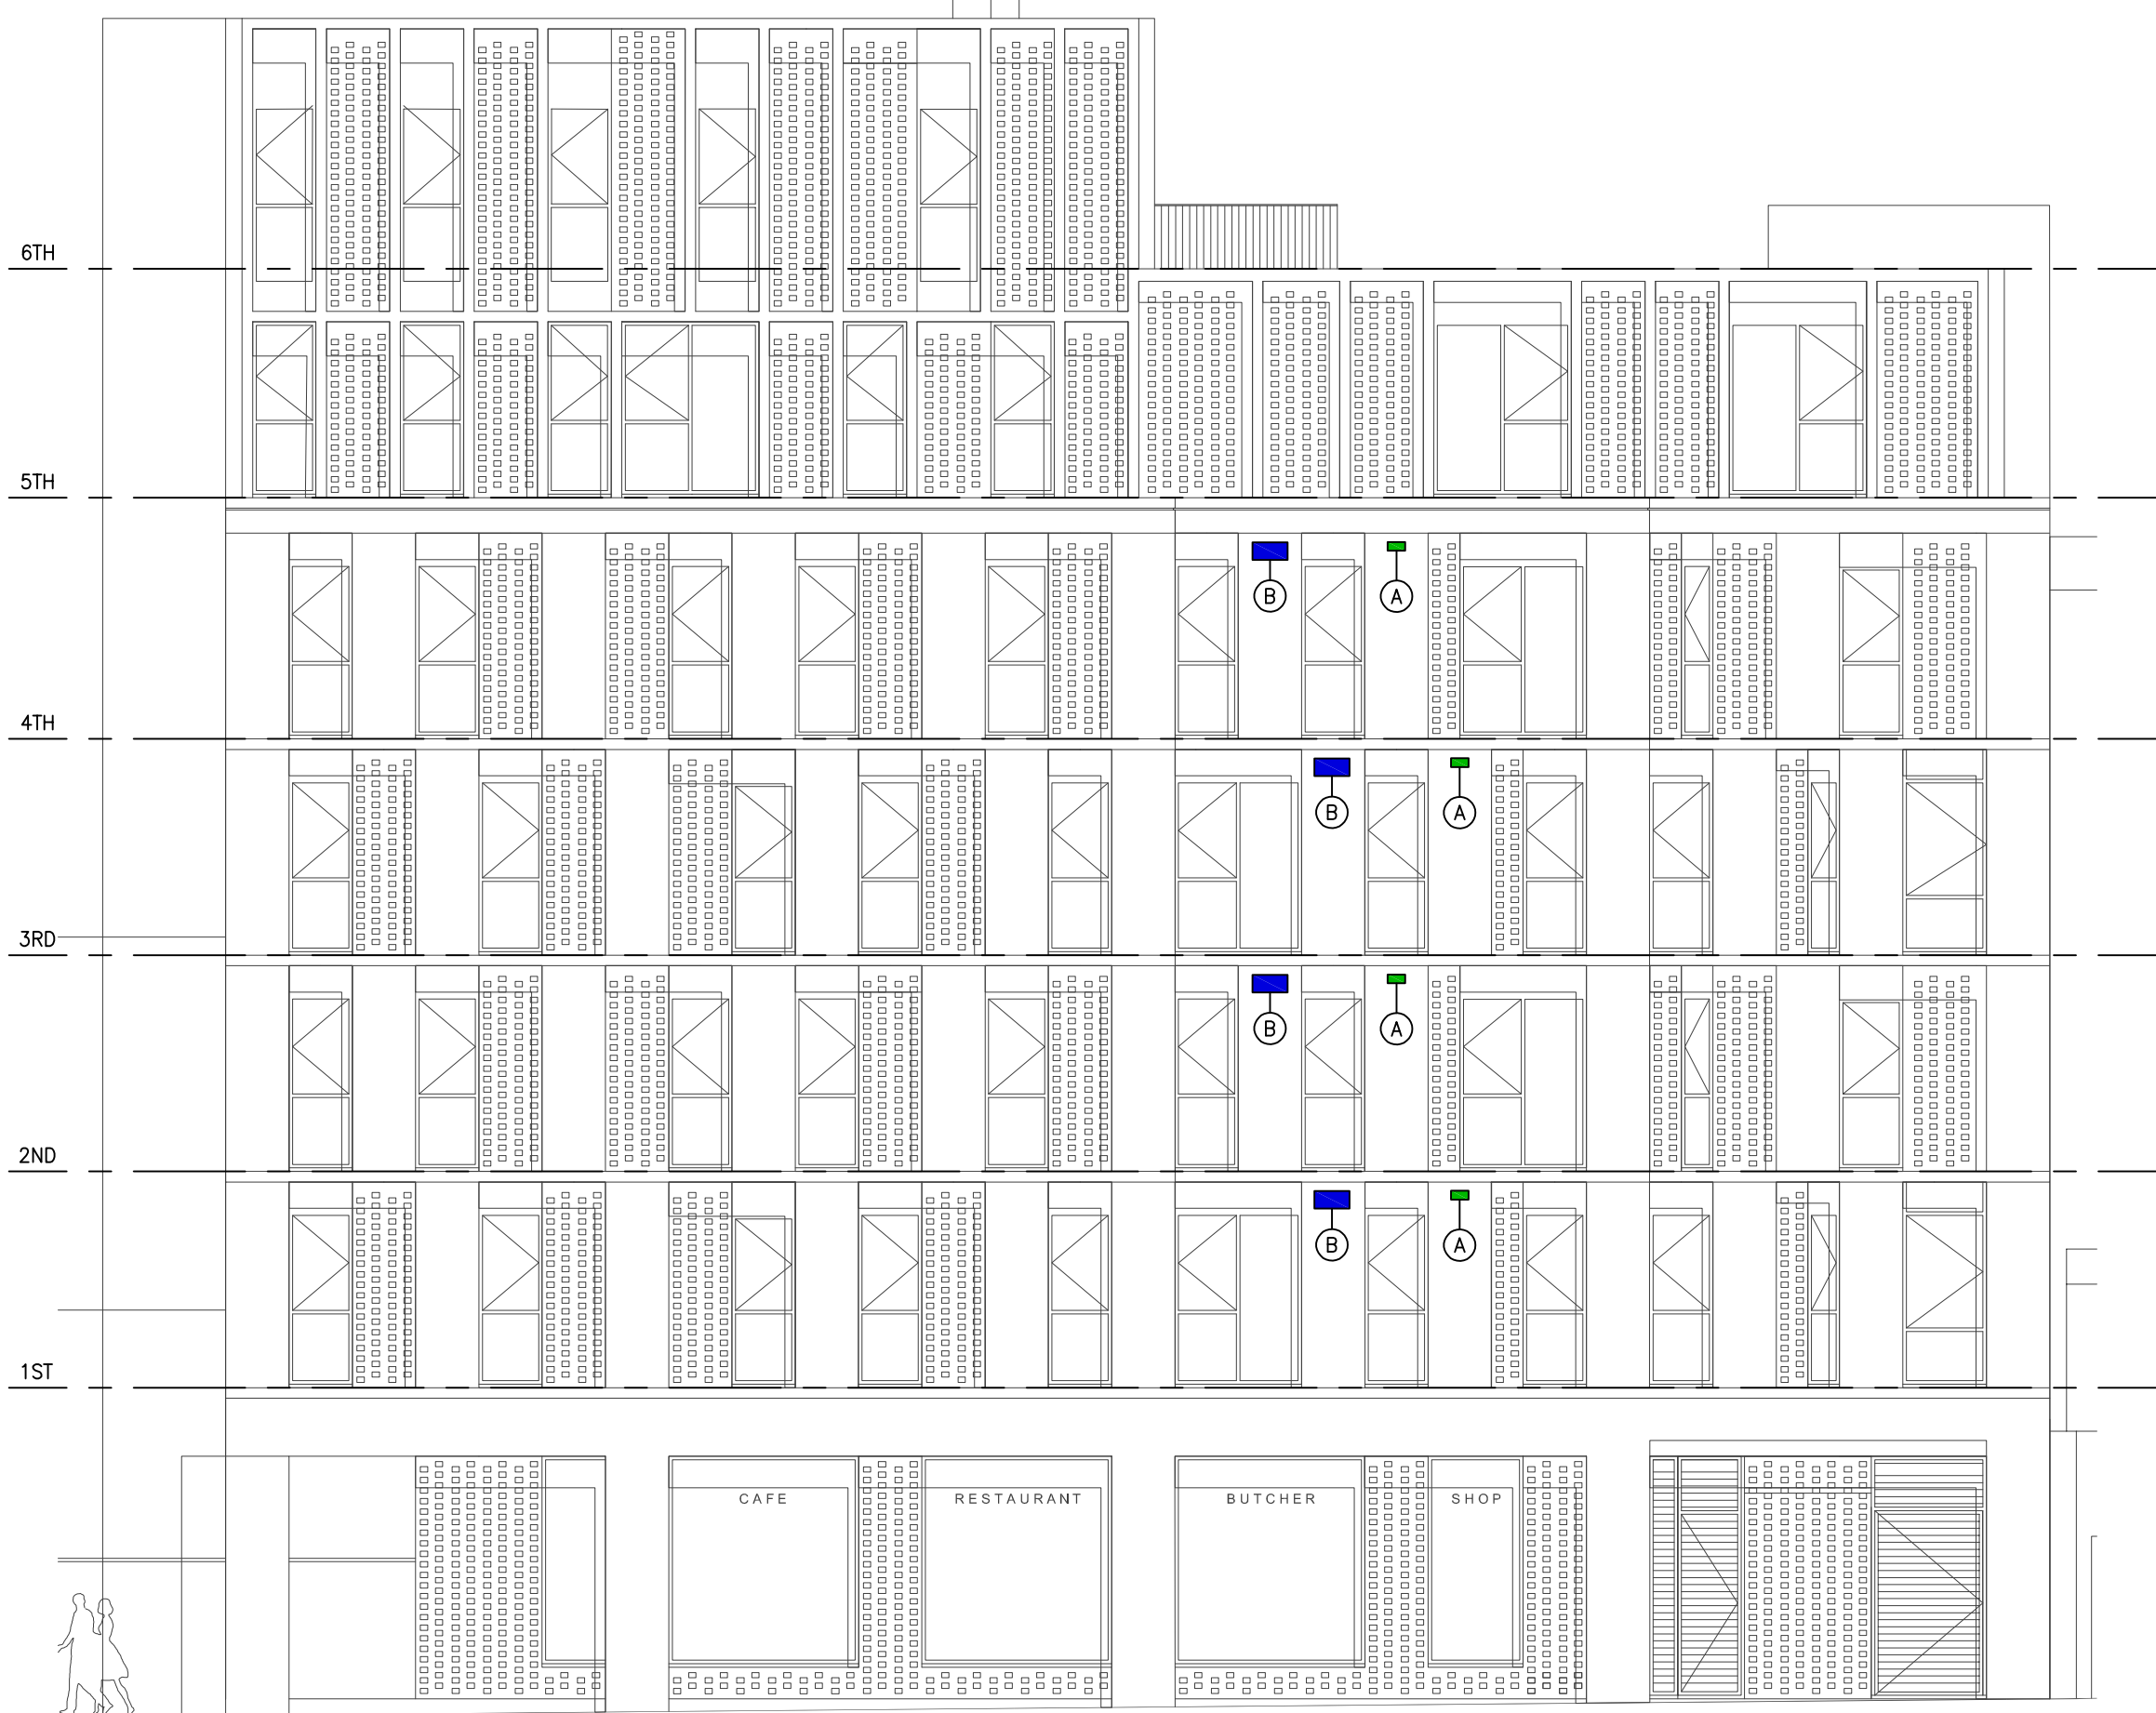 6TH
5TH
B A
4TH
B A
3RD
B A
2ND
B A
1ST
CAFE RESTAURANT BUTCHER SHOP